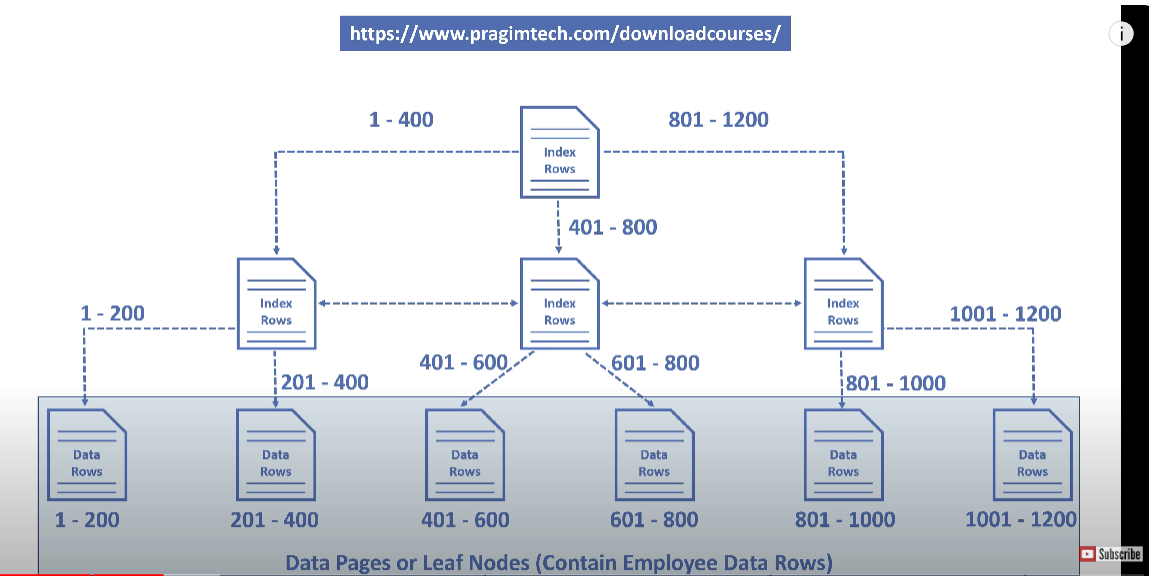 https://www.pragimtech.com/downloadcourses/
i
1 - 400
801 - 1200
Index
Rows
401 - 800
Index
Rows
Index
Rows
Index
Rows
1 - 200
1001 - 1200
401 - 600
601 - 800
201 - 400
801 - 1000
Data
Rows
Data
Rows
Data
Rows
Data
Rows
Data
Rows
Data
Rows
1 - 200
201 - 400
401 - 600
601 - 800
801 - 1000
1001 - 1200
Subscribe
Data Pages or Leaf Nodes (Contain Employee Data Rows)